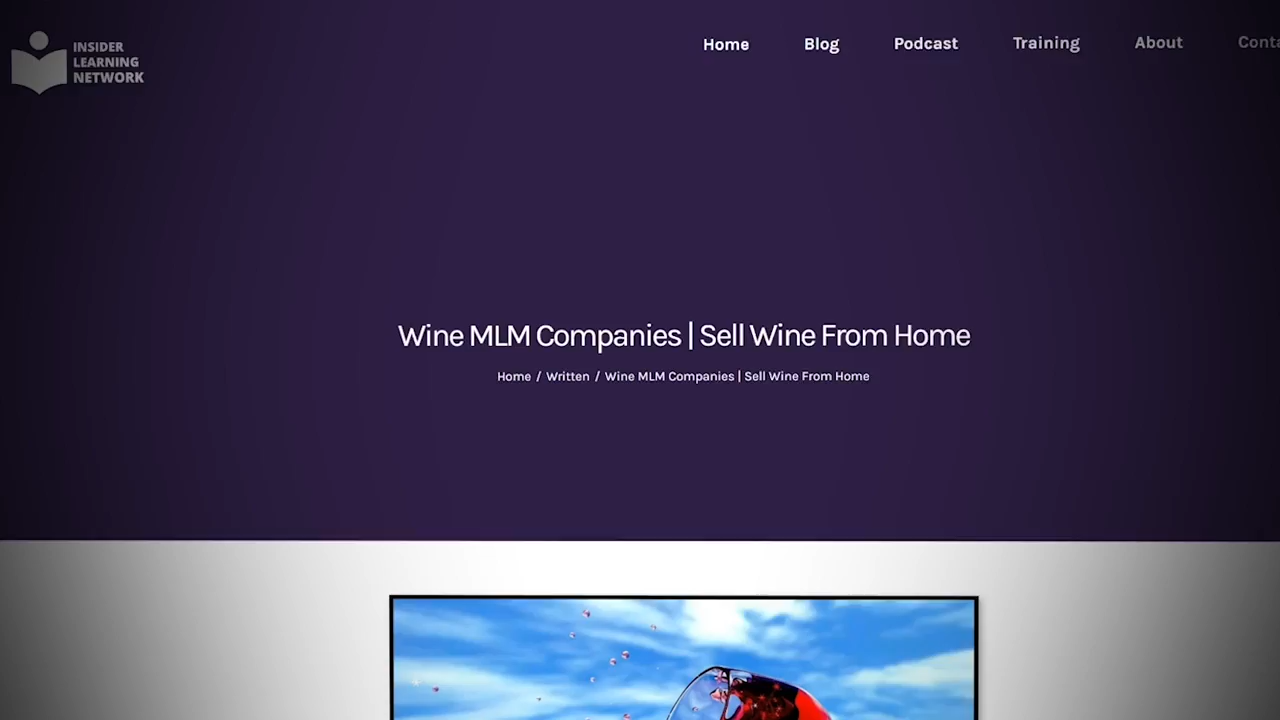 INSIDER
LEARNING
NETWORK
Home Blog Podcast Training About
Wine MLM Companies | Sell Wine From Home
Home / Written / Wine MLM Companies | Sell Wine From Home